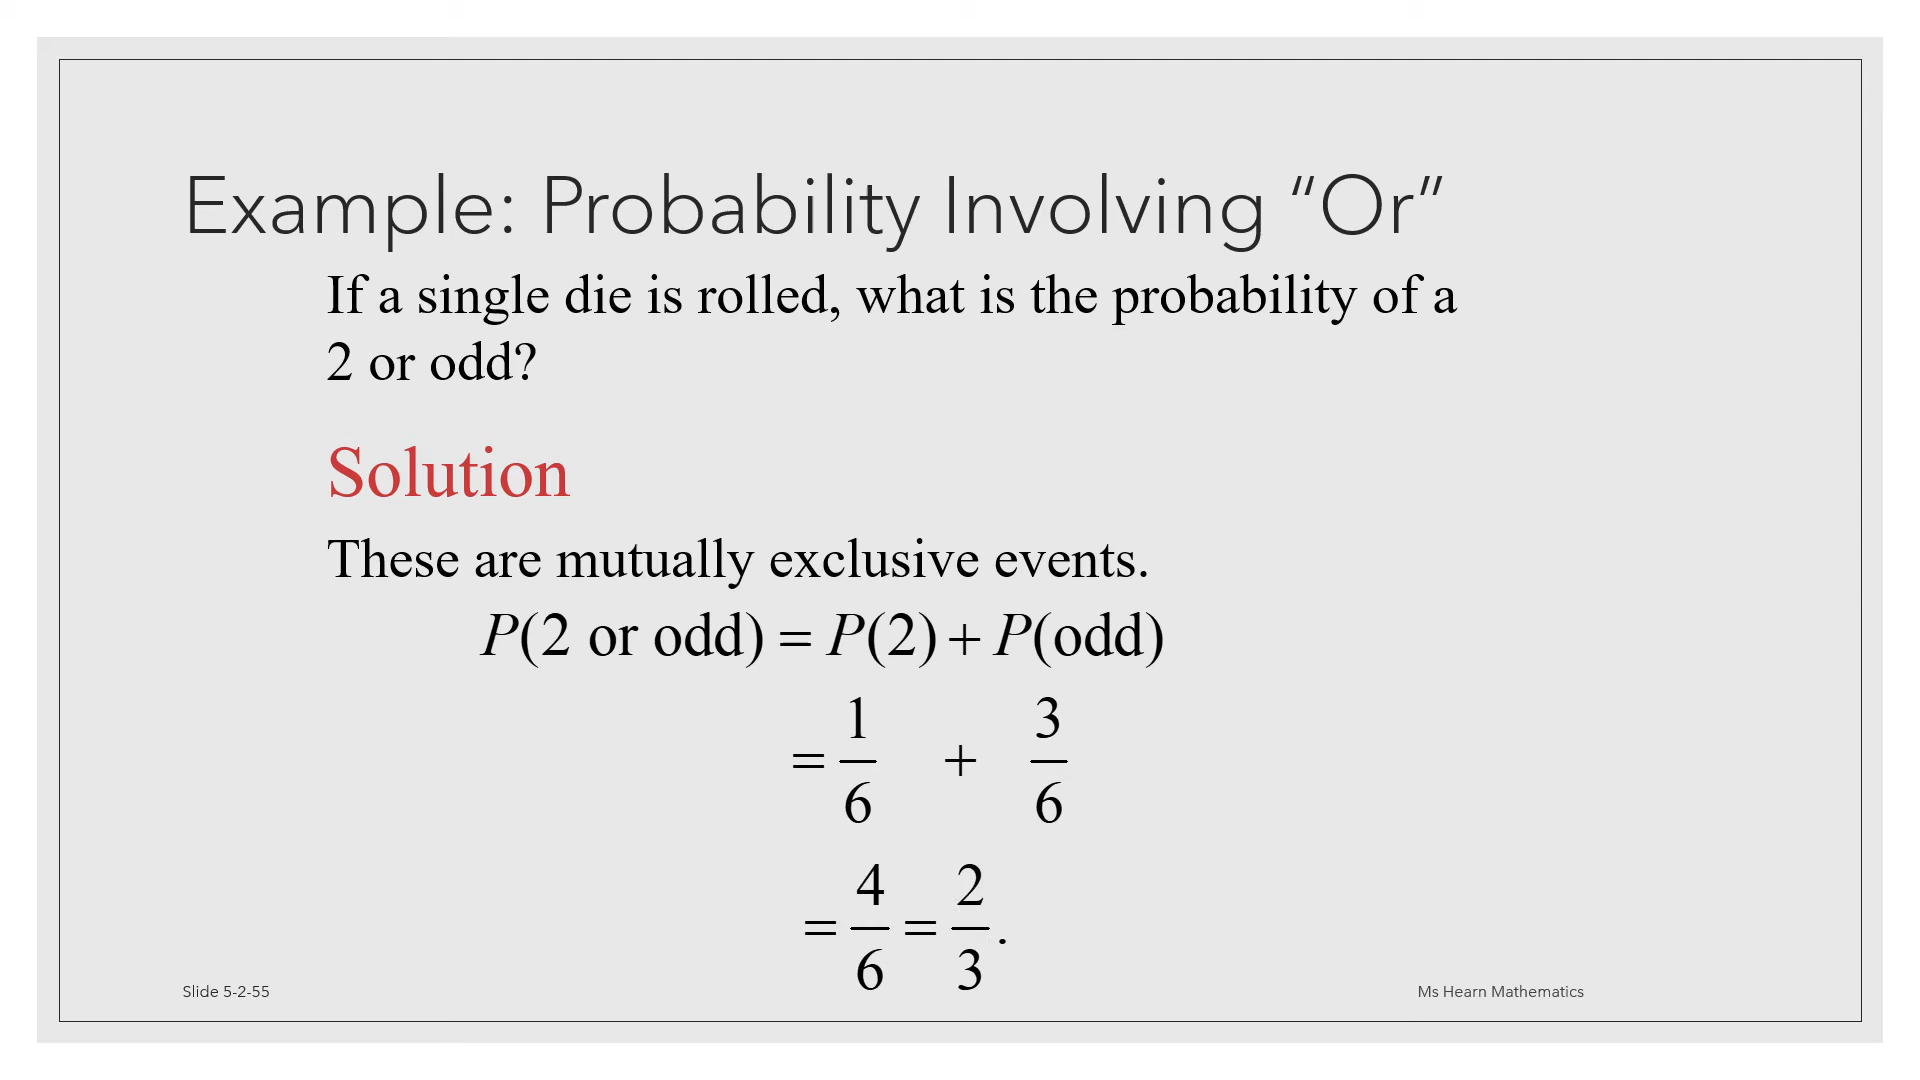 Example: Probability Involving “Or”
If a single die is rolled, what is the probability of a
2 or odd?
Solution
These are mutually exclusive events.
P(2 or odd) = P(2) + P(odd)
= 1/6 + 3/6
= 4/6 = 2/3.
Slide 5-2-55
Ms Hearn Mathematics